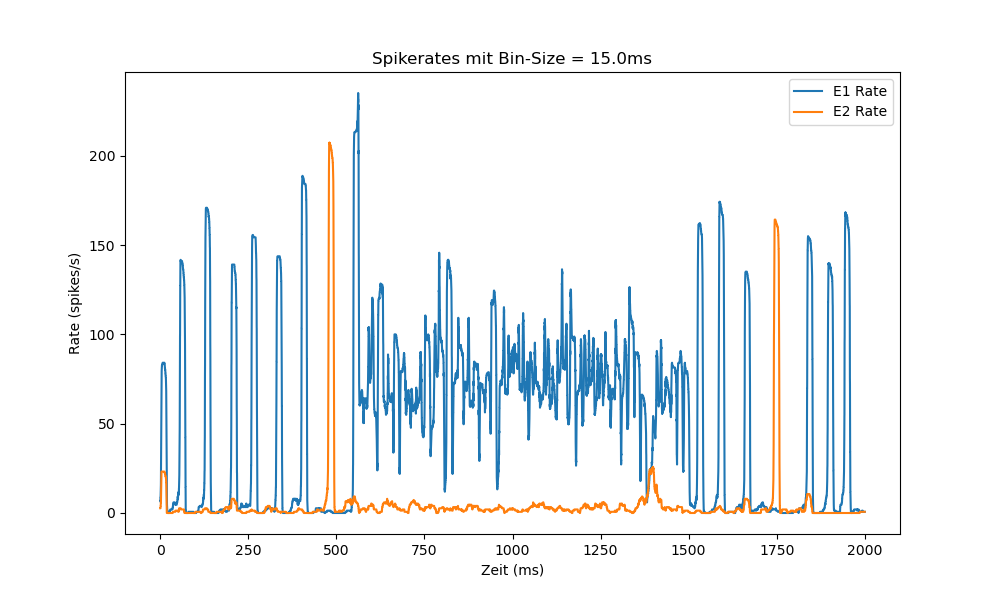 Spikerates mit Bin-Size = 15.0ms
E1 Rate
E2 Rate
Rate (spikes/s)
200
150
100
50
0
0 250 500 750 1000 1250 1500 1750 2000
Zeit (ms)